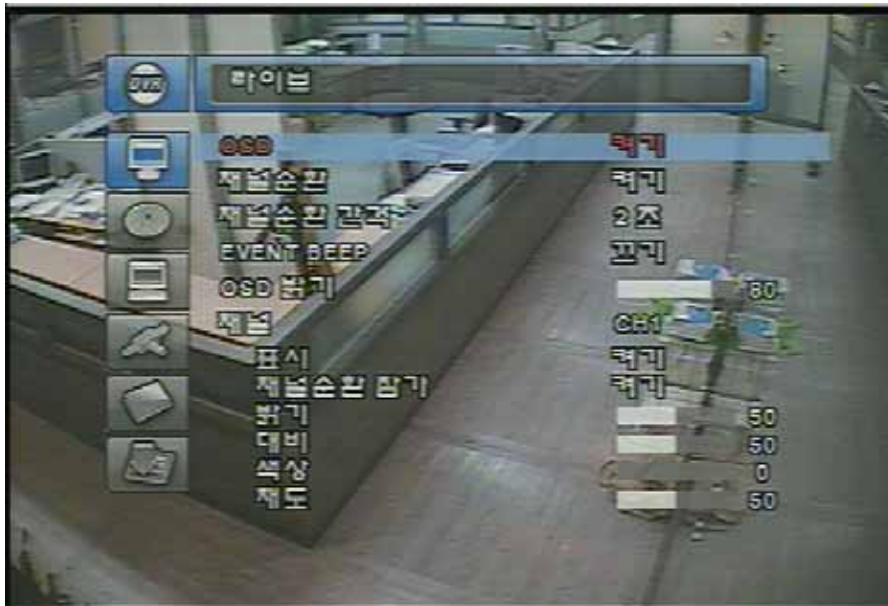 DVR
라이브
OSD 켜기
채널순환 켜기
채널순환 간격 2 초
EVENT BEEP 끄기
OSD 밝기 80
채널 CH1
표시 켜기
채널순환 잠기 켜기
밝기 50
대비 50
색상 0
채도 50